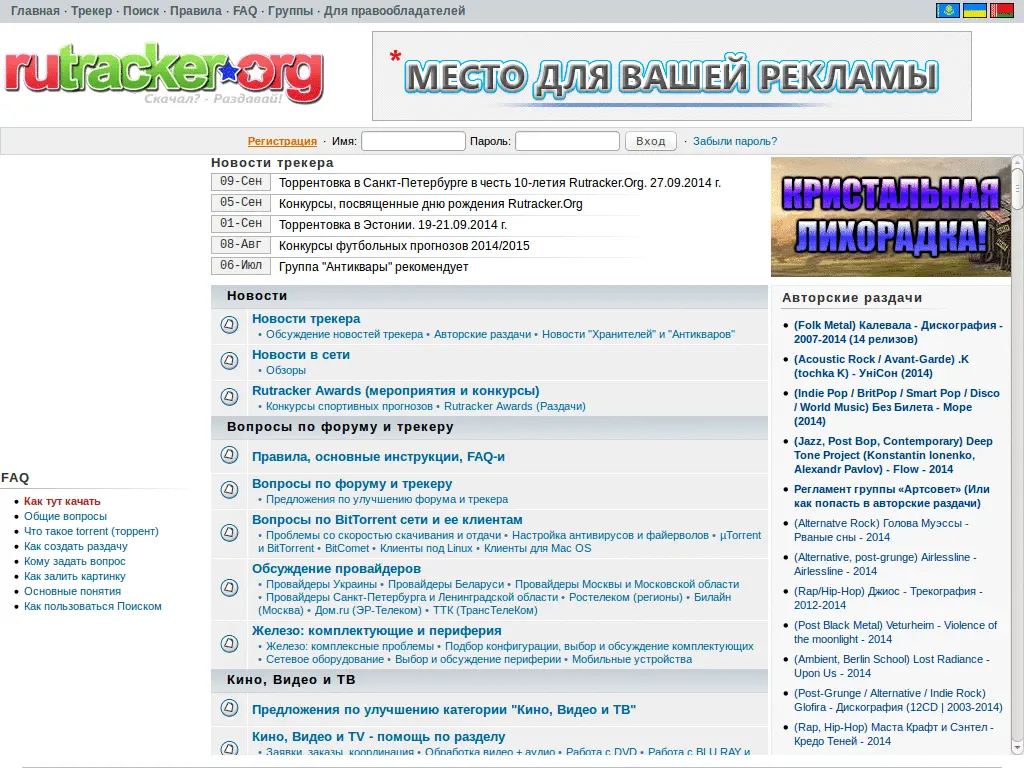 Главная · Трекер · Поиск · Правила · FAQ · Группы · Для правообладателей
rutracker.org
Скачал? - Раздавай!
* МЕСТО ДЛЯ ВАШЕЙ РЕКЛАМЫ
Регистрация · Имя: Пароль: Вход · Забыли пароль?
Новости трекера
09-Сен Торрентовка в Санкт-Петербурге в честь 10-летия Rutracker.Org. 27.09.2014 г.
05-Сен Конкурсы, посвященные дню рождения Rutracker.Org
01-Сен Торрентовка в Эстонии. 19-21.09.2014 г.
08-Авг Конкурсы футбольных прогнозов 2014/2015
06-Июл Группа "Антиквары" рекомендует
КРИСТАЛЬНАЯ
ЛИХОРАДКА!
FAQ
• Как тут качать
• Общие вопросы
• Что такое torrent (торрент)
• Как создать раздачу
• Кому задать вопрос
• Как залить картинку
• Основные понятия
• Как пользоваться Поиском
Новости
Новости трекера
• Обсуждение новостей трекера • Авторские раздачи • Новости "Хранителей" и "Антикваров"
Новости в сети
• Обзоры
Rutracker Awards (мероприятия и конкурсы)
• Конкурсы спортивных прогнозов • Rutracker Awards (Раздачи)
Вопросы по форуму и трекеру
Правила, основные инструкции, FAQ-и
Вопросы по форуму и трекеру
• Предложения по улучшению форума и трекера
Вопросы по BitTorrent сети и ее клиентам
• Проблемы со скоростью скачивания и отдачи • Настройка антивирусов и файерволов • µTorrent
и BitTorrent • BitComet • Клиенты под Linux • Клиенты для Mac OS
Обсуждение провайдеров
• Провайдеры Украины • Провайдеры Беларуси • Провайдеры Москвы и Московской области
• Провайдеры Санкт-Петербурга и Ленинградской области • Ростелеком (регионы) • Билайн
(Москва) • Дом.ru (ЭР-Телеком) • ТТК (ТрансТелеКом)
Железо: комплектующие и периферия
• Железо: комплексные проблемы • Подбор конфигурации, выбор и обсуждение комплектующих
• Сетевое оборудование • Выбор и обсуждение периферии • Мобильные устройства
Кино, Видео и ТВ
Предложения по улучшению категории "Кино, Видео и ТВ"
Кино, Видео и TV - помощь по разделу
• Заявки, заказы, координация • Обработка видео + аудио • Работа с DVD • Работа с BLU RAY и
Авторские раздачи
• (Folk Metal) Калевала - Дискография -
2007-2014 (14 релизов)
• (Acoustic Rock / Avant-Garde) .K
(tochka K) - УнiСон (2014)
• (Indie Pop / BritPop / Smart Pop / Disco
/ World Music) Без Билета - Море
(2014)
• (Jazz, Post Bop, Contemporary) Deep
Tone Project (Konstantin Ionenko,
Alexandr Pavlov) - Flow - 2014
• Регламент группы «Артсовет» (Или
как попасть в авторские раздачи)
• (Alternatve Rock) Голова Муэссы -
Рваные сны - 2014
• (Alternative, post-grunge) Airlessline -
Airlessline - 2014
• (Rap/Hip-Hop) Джиос - Трекография -
2012-2014
• (Post Black Metal) Veturheim - Violence of
the moonlight - 2014
• (Ambient, Berlin School) Lost Radiance -
Upon Us - 2014
• (Post-Grunge / Alternative / Indie Rock)
Glofira - Дискография (12CD | 2003-2014)
• (Rap, Hip-Hop) Маста Крафт и Сэнтел -
Кредо Теней - 2014